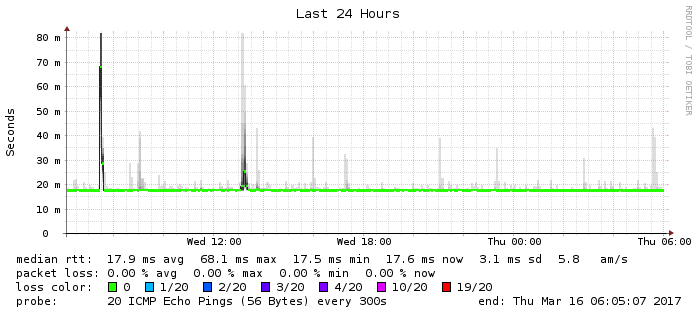 Last 24 Hours
RRDTOOL / TOBI OETIKER
80 m
70 m
60 m
50 m
40 m
30 m
20 m
10 m
0
Seconds
Wed 12:00 Wed 18:00 Thu 00:00 Thu 06:00
median rtt: 17.9 ms avg 68.1 ms max 17.5 ms min 17.6 ms now 3.1 ms sd 5.8 am/s
packet loss: 0.00 % avg 0.00 % max 0.00 % min 0.00 % now
loss color: 0 1/20 2/20 3/20 4/20 10/20 19/20
probe: 20 ICMP Echo Pings (56 Bytes) every 300s end: Thu Mar 16 06:05:07 2017